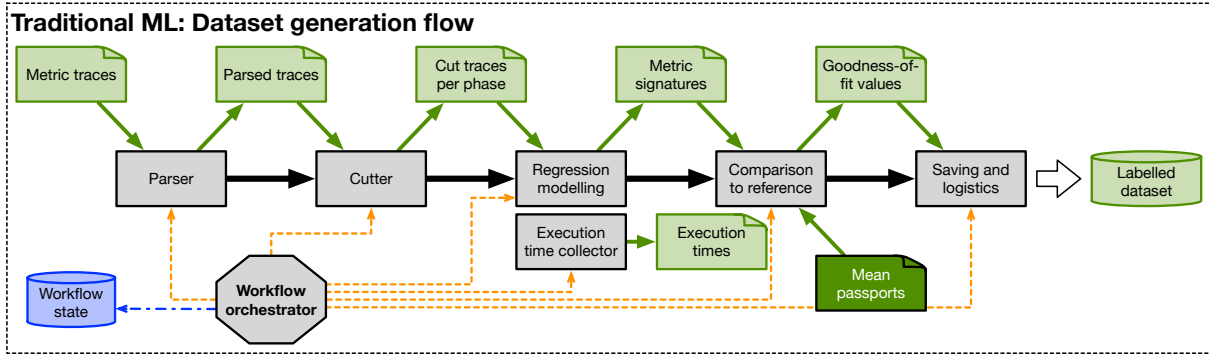 Traditional ML: Dataset generation flow
Metric traces
Parsed traces
Cut traces
per phase
Metric
signatures
Goodness-of-
fit values
Parser
Cutter
Regression
modelling
Comparison
to reference
Saving and
logistics
Labelled
dataset
Execution
time collector
Execution
times
Mean
passports
Workflow
orchestrator
Workflow
state